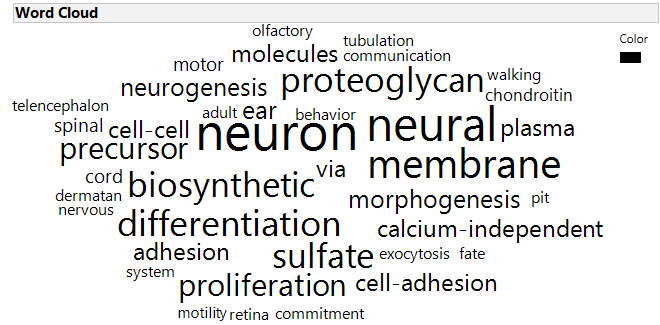 Word Cloud
Color
olfactory
tubulation
molecules
communication
motor
neurogenesis
proteoglycan
walking
chondroitin
telencephalon
adult
ear
behavior
spinal
cell-cell
neuron
neural
plasma
precursor
via
membrane
cord
biosynthetic
dermatan
morphogenesis
pit
nervous
differentiation
calcium-independent
adhesion
sulfate
exocytosis
fate
system
proliferation
cell-adhesion
motility
retina
commitment